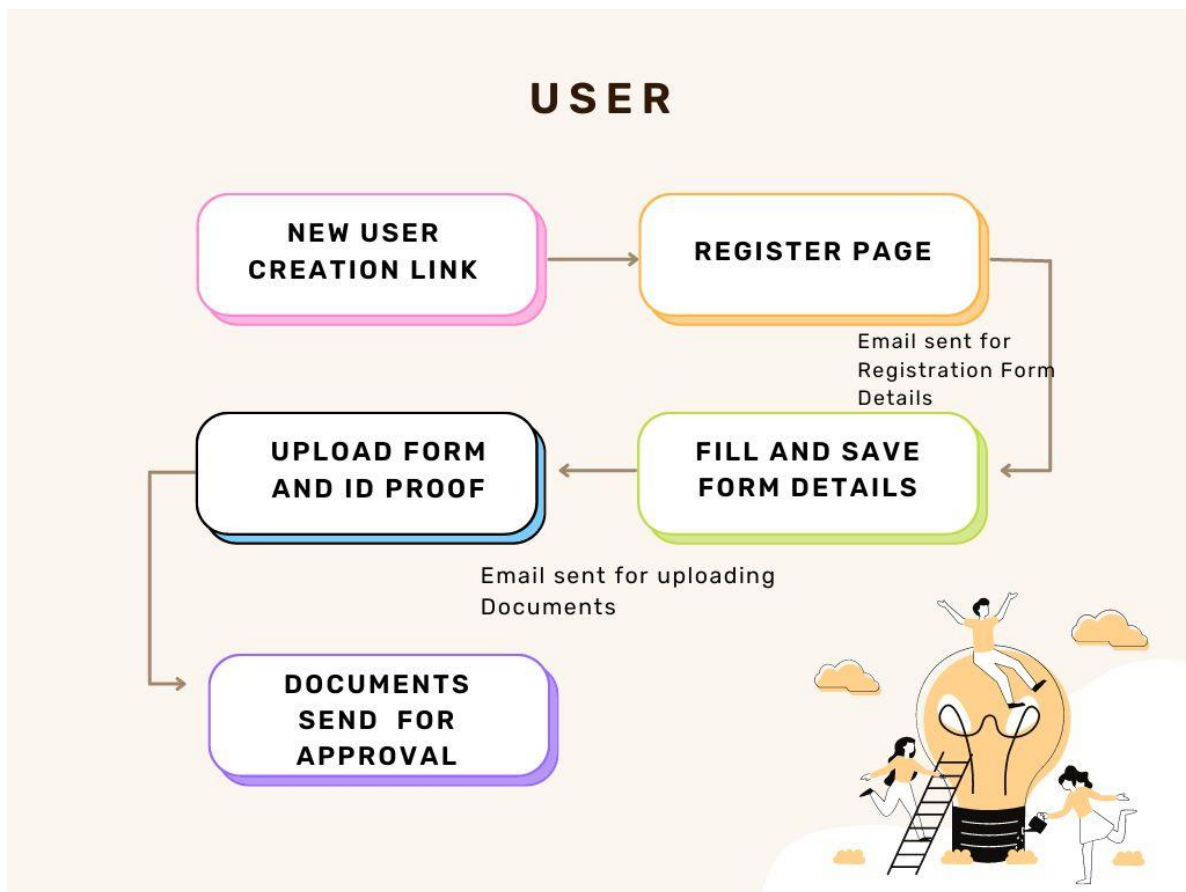 USER
NEW USER
CREATION LINK
REGISTER PAGE
Email sent for
Registration Form
Details
FILL AND SAVE
FORM DETAILS
UPLOAD FORM
AND ID PROOF
Email sent for uploading
Documents
DOCUMENTS
SEND FOR
APPROVAL